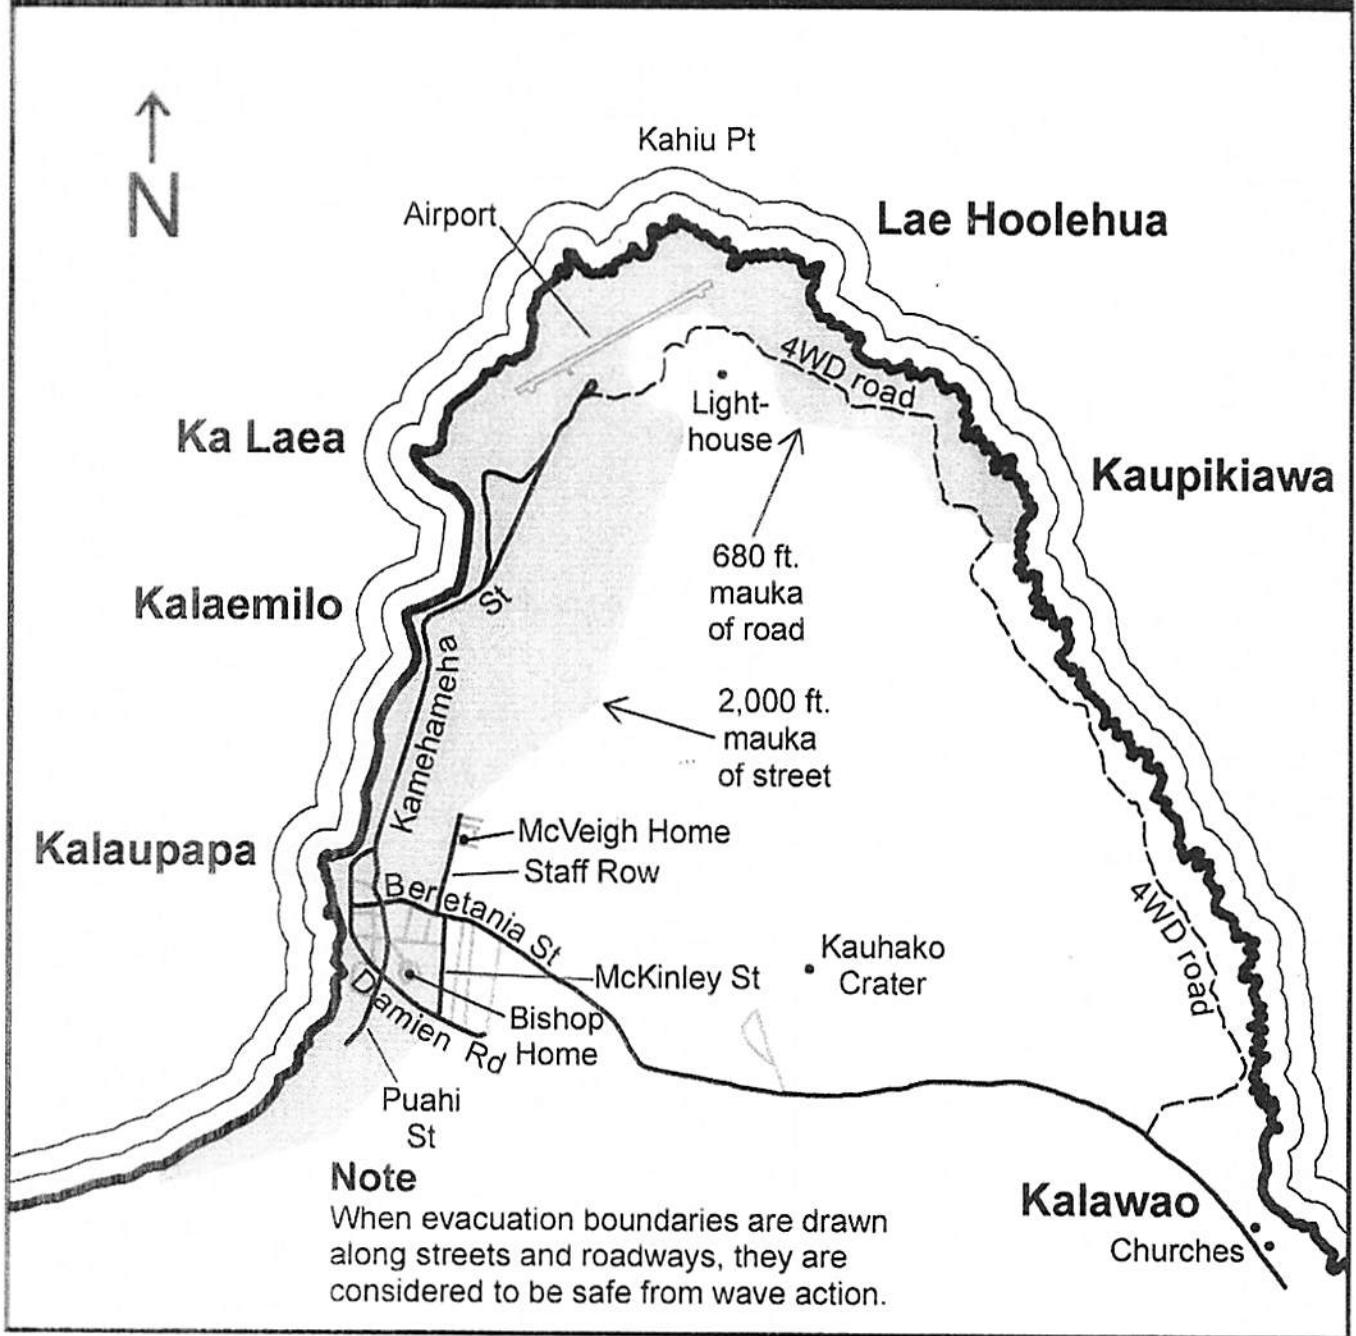 N
Kahiu Pt
Airport
Lae Hoolehua
4WD road
Ka Laea
Light-
house
Kaupikiawa
680 ft.
mauka
of road
Kalaemilo
St
Kamehameha
2,000 ft.
mauka
of street
McVeigh Home
Kalaupapa
Staff Row
Beretania St
4WD road
Kauhako
Crater
McKinley St
Damien Rd
Bishop
Home
Puahi
St
Note
When evacuation boundaries are drawn
along streets and roadways, they are
considered to be safe from wave action.
Kalawao
Churches